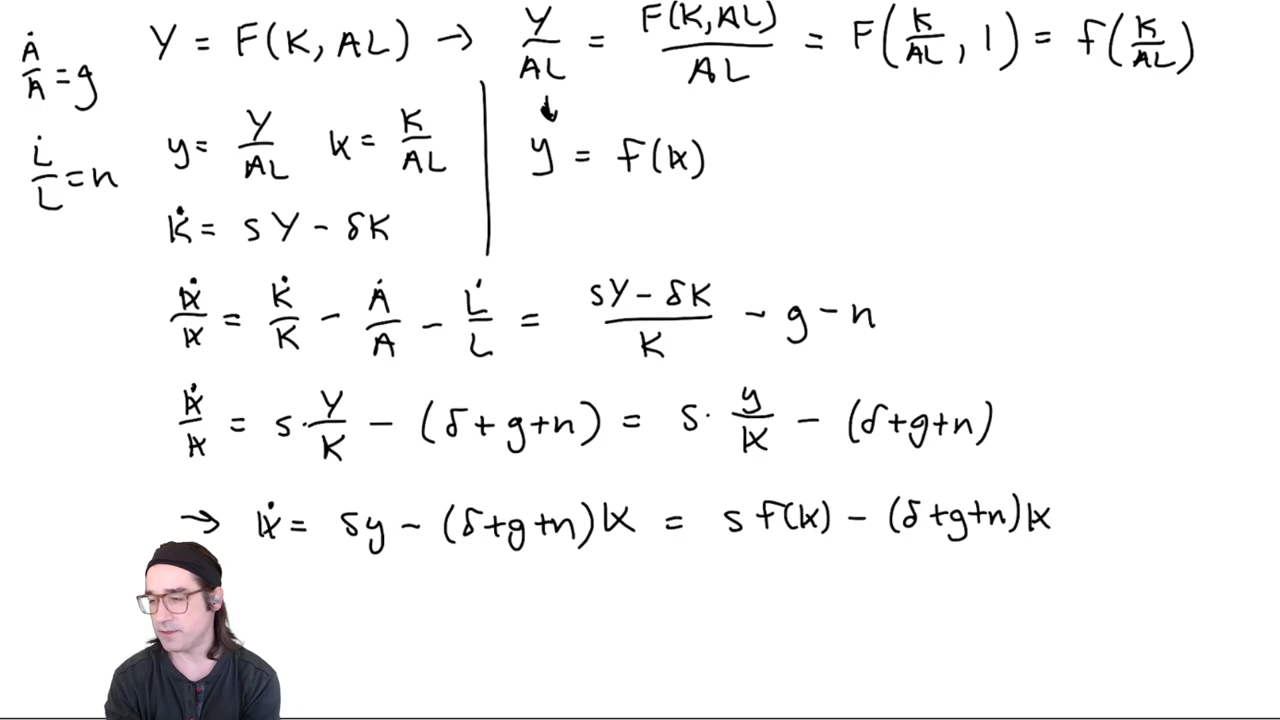 Ȧ/A = g
L̇/L = n
Y = F(K, AL) → Y/AL = F(K, AL)/AL = F(K/AL, 1) = f(K/AL)
↓
y = Y/AL k = K/AL
y = f(k)
K̇ = sY - δK
k̇/k = K̇/K - Ȧ/A - L̇/L = (sY - δK)/K - g - n
k̇/k = s·Y/K - (δ+g+n) = s·y/k - (δ+g+n)
→ k̇ = sy - (δ+g+n)k = s f(k) - (δ+g+n)k